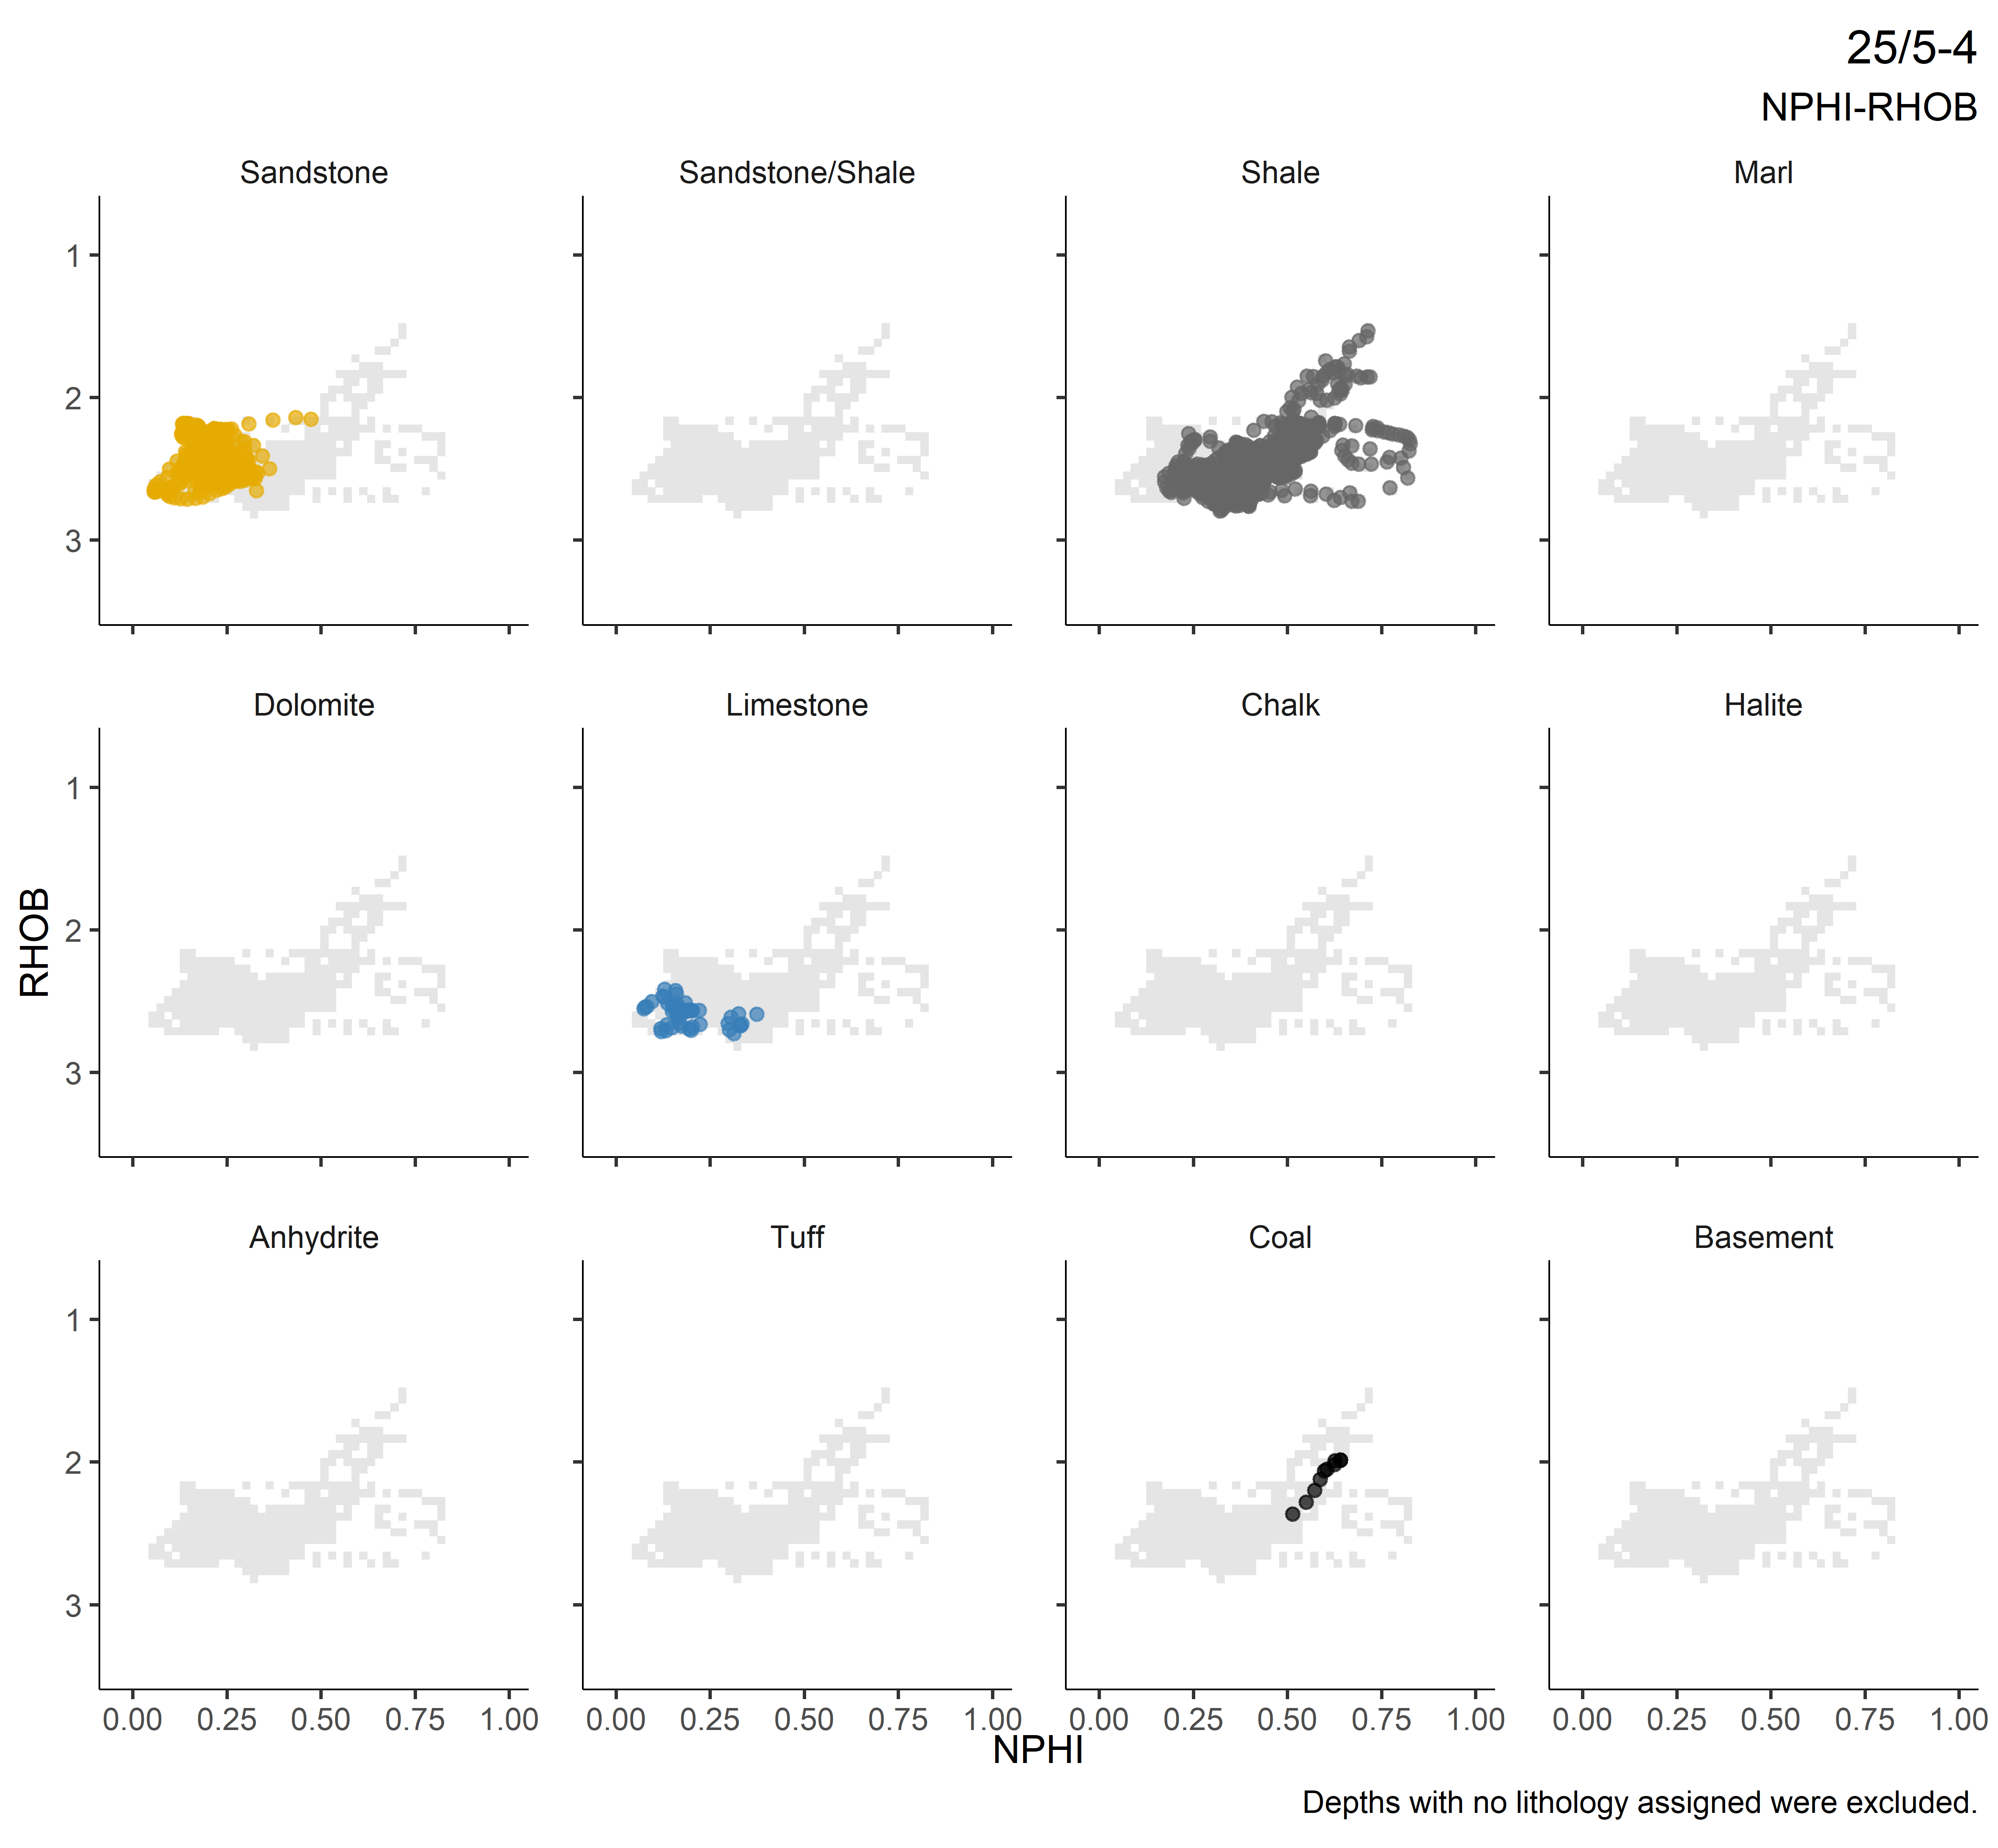 25/5-4
NPHI-RHOB
Sandstone
Sandstone/Shale
Shale
Marl
1
2
3
Dolomite
Limestone
Chalk
Halite
RHOB
1
2
3
Anhydrite
Tuff
Coal
Basement
1
2
3
0.00 0.25 0.50 0.75 1.00
0.00 0.25 0.50 0.75 1.00
0.00 0.25 0.50 0.75 1.00
0.00 0.25 0.50 0.75 1.00
NPHI
Depths with no lithology assigned were excluded.